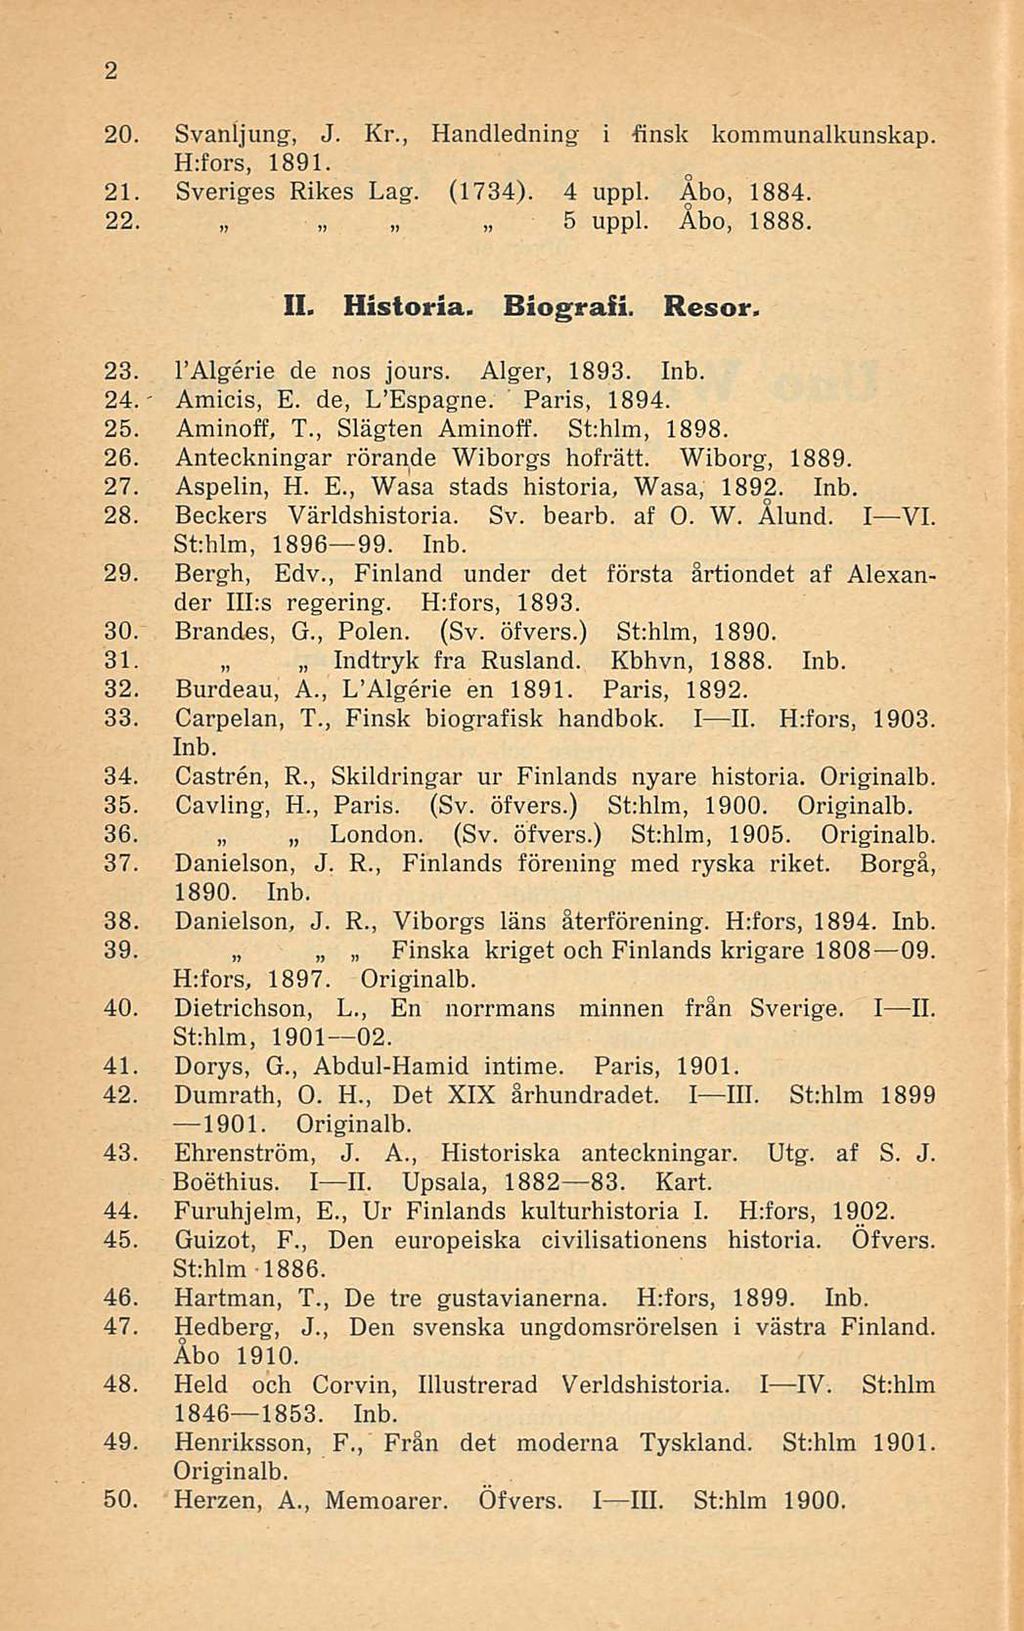 2
20. Svanljung, J. Kr., Handledning i finsk kommunalkunskap.
H:fors, 1891.
21. Sveriges Rikes Lag. (1734). 4 uppl. Åbo, 1884.
22. „ „ „ „ 5 uppl. Åbo, 1888.
II. Historia. Biografi. Resor.
23. l'Algérie de nos jours. Alger, 1893. Inb.
24. Amicis, E. de, L'Espagne. Paris, 1894.
25. Aminoff, T., Slägten Aminoff. St:hlm, 1898.
26. Anteckningar rörande Wiborgs hofrätt. Wiborg, 1889.
27. Aspelin, H. E., Wasa stads historia, Wasa, 1892. Inb.
28. Beckers Världshistoria. Sv. bearb. af O. W. Ålund. I—VI.
St:hlm, 1896—99. Inb.
29. Bergh, Edv., Finland under det första årtiondet af Alexan-
der III:s regering. H:fors, 1893.
30. Brandes, G., Polen. (Sv. öfvers.) St:hlm, 1890.
31. „ „ Indtryk fra Rusland. Kbhvn, 1888. Inb.
32. Burdeau, A., L'Algérie en 1891. Paris, 1892.
33. Carpelan, T., Finsk biografisk handbok. I—II. H:fors, 1903.
Inb.
34. Castrén, R., Skildringar ur Finlands nyare historia. Originalb.
35. Cavling, H., Paris. (Sv. öfvers.) St:hlm, 1900. Originalb.
36. „ „ London. (Sv. öfvers.) St:hlm, 1905. Originalb.
37. Danielson, J. R., Finlands förening med ryska riket. Borgå,
1890. Inb.
38. Danielson, J. R., Viborgs läns återförening. H:fors, 1894. Inb.
39. „ „ „ Finska kriget och Finlands krigare 1808—09.
H:fors, 1897. Originalb.
40. Dietrichson, L., En norrmans minnen från Sverige. I—II.
St:hlm, 1901—02.
41. Dorys, G., Abdul-Hamid intime. Paris, 1901.
42. Dumrath, O. H., Det XIX århundradet. I—III. St:hlm 1899
—1901. Originalb.
43. Ehrenström, J. A., Historiska anteckningar. Utg. af S. J.
Boëthius. I—II. Upsala, 1882—83. Kart.
44. Furuhjelm, E., Ur Finlands kulturhistoria I. H:fors, 1902.
45. Guizot, F., Den europeiska civilisationens historia. Öfvers.
St:hlm 1886.
46. Hartman, T., De tre gustavianerna. H:fors, 1899. Inb.
47. Hedberg, J., Den svenska ungdomsrörelsen i västra Finland.
Åbo 1910.
48. Held och Corvin, Illustrerad Verldshistoria. I—IV. St:hlm
1846—1853. Inb.
49. Henriksson, F., Från det moderna Tyskland. St:hlm 1901.
Originalb.
50. Herzen, A., Memoarer. Öfvers. I—III. St:hlm 1900.